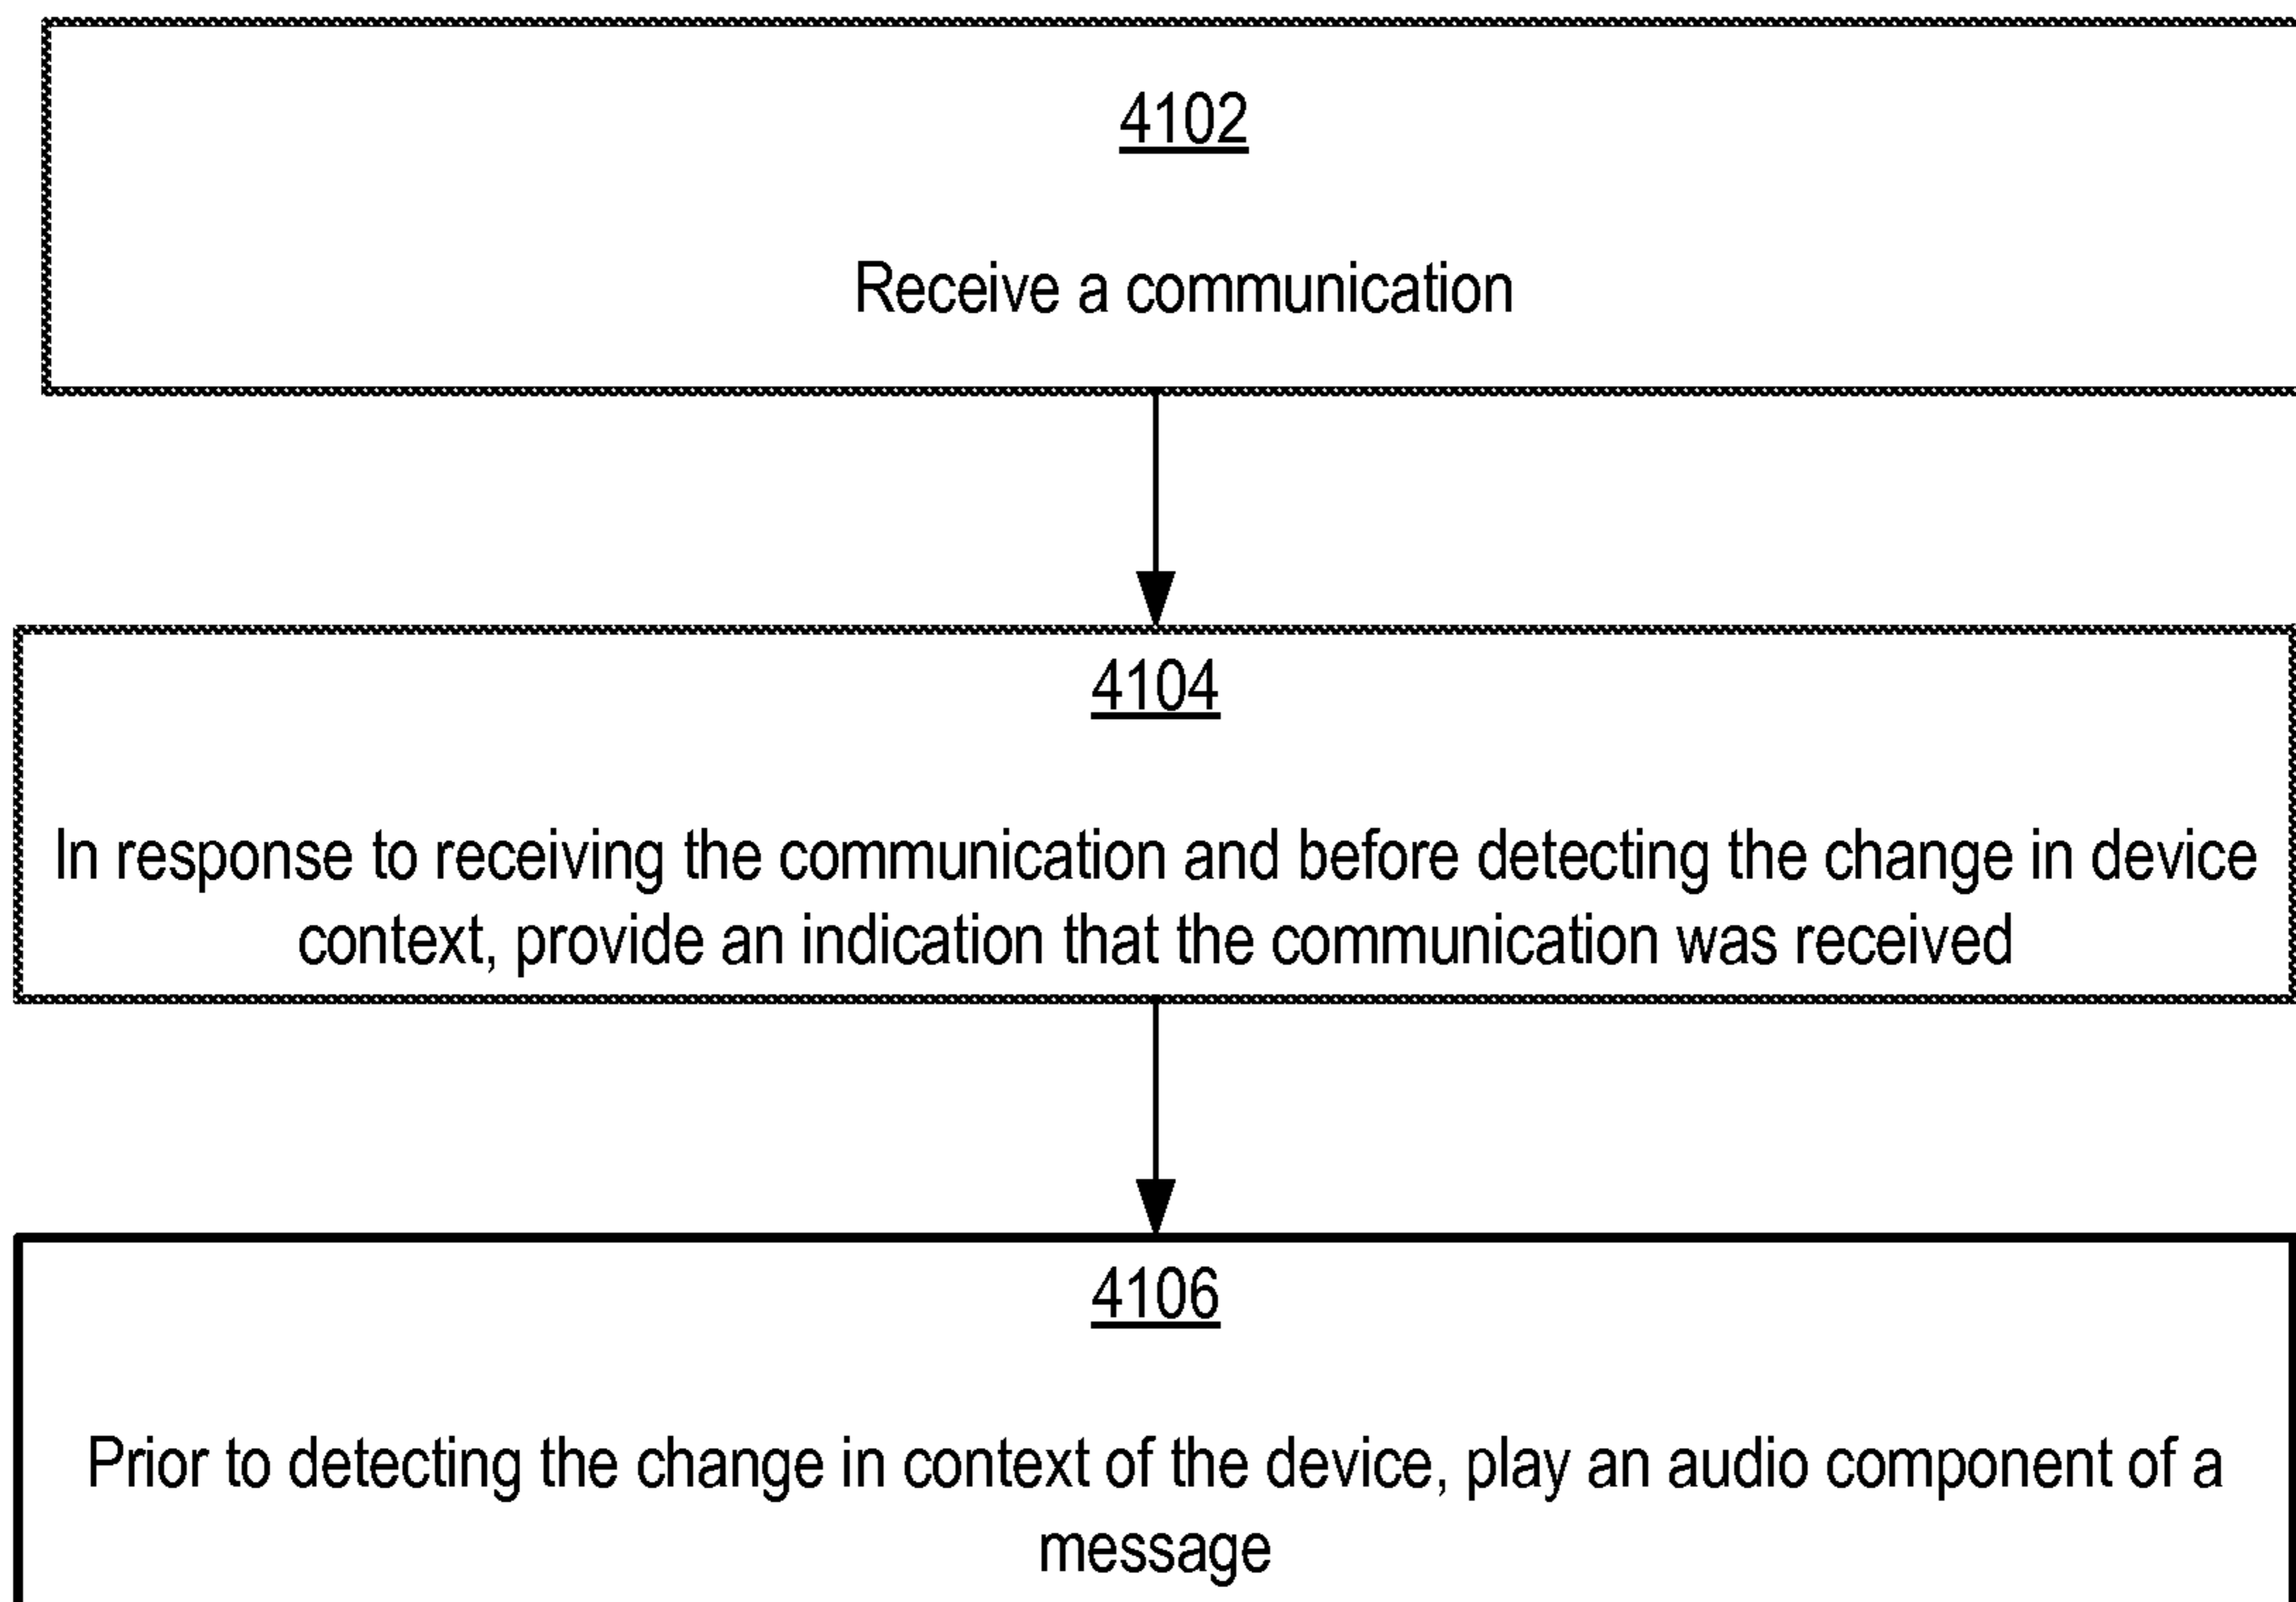 4102
Receive a communication
4104
In response to receiving the communication and before detecting the change in device
context, provide an indication that the communication was received
4106
Prior to detecting the change in context of the device, play an audio component of a
message